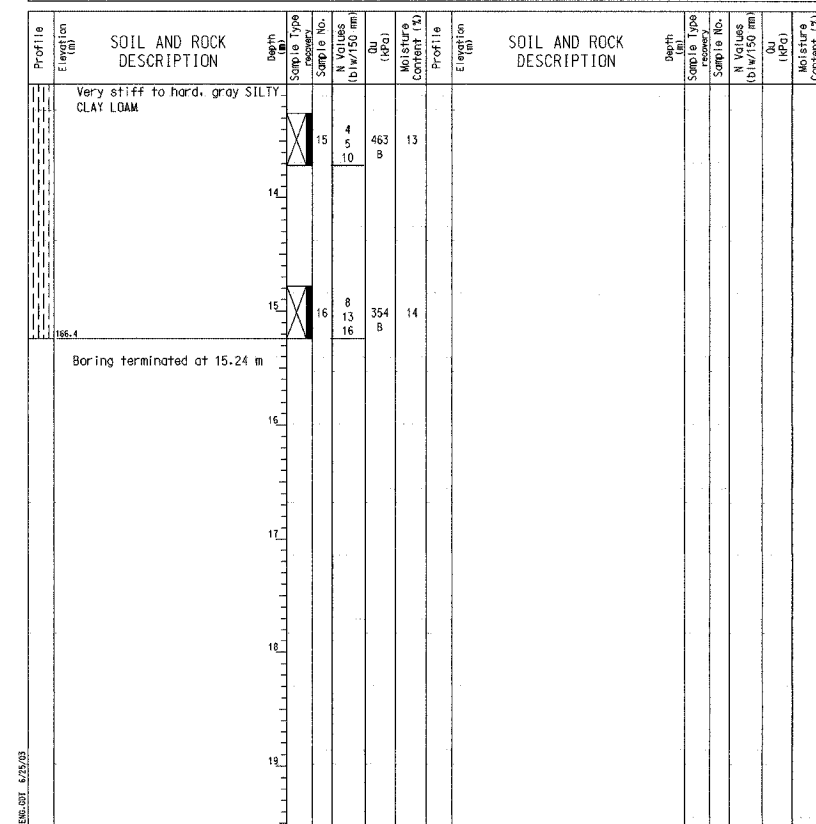 Profile
Elevation (m)
SOIL AND ROCK
DESCRIPTION
Depth (m)
Sample Type
recovery
Sample No.
N Values
(blw/150 mm)
Qu
(kPa)
Moisture
Content (%)
Profile
Elevation (m)
SOIL AND ROCK
DESCRIPTION
Depth (m)
Sample Type
recovery
Sample No.
N Values
(blw/150 mm)
Qu
(kPa)
Moisture
Content (%)
Very stiff to hard, gray SILTY
CLAY LOAM
15
4
5
10
463
B
13
14
15
16
8
13
16
354
B
14
166.4
Boring terminated at 15.24 m
16
17
18
19
ENG.GDT 6/25/03